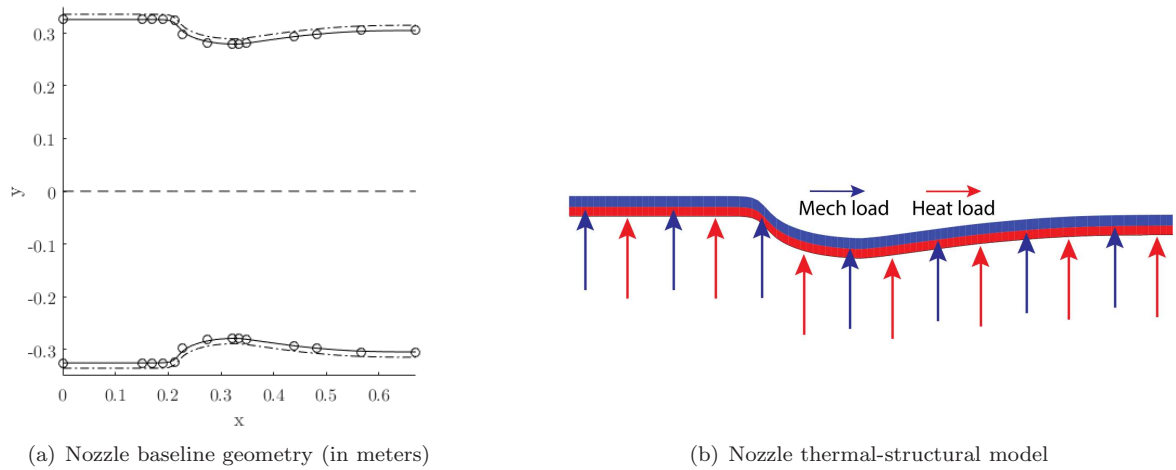 0.3
0.2
0.1
0
-0.1
-0.2
-0.3
y
0 0.1 0.2 0.3 0.4 0.5 0.6
x
(a) Nozzle baseline geometry (in meters)
Mech load Heat load
(b) Nozzle thermal-structural model